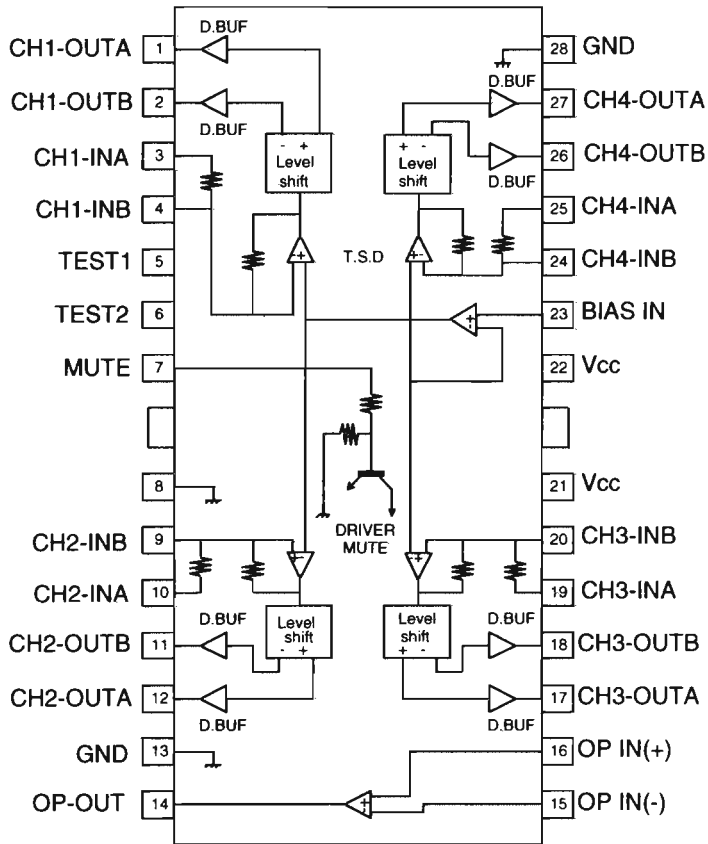 CH1-OUTA 1 D.BUF
CH1-OUTB 2 D.BUF
CH1-INA 3
CH1-INB 4
TEST1 5
TEST2 6
MUTE 7
8
CH2-INB 9
CH2-INA 10
CH2-OUTB 11 D.BUF
CH2-OUTA 12 D.BUF
GND 13
OP-OUT 14
- +
Level
shift
- +
T.S.D
DRIVER
MUTE
+ -
Level
shift
- +
+ -
Level
shift
+ -
- +
Level
shift
+ -
28 GND
D.BUF 27 CH4-OUTA
D.BUF 26 CH4-OUTB
25 CH4-INA
24 CH4-INB
23 BIAS IN
22 Vcc
21 Vcc
20 CH3-INB
19 CH3-INA
D.BUF 18 CH3-OUTB
D.BUF 17 CH3-OUTA
16 OP IN(+)
15 OP IN(-)